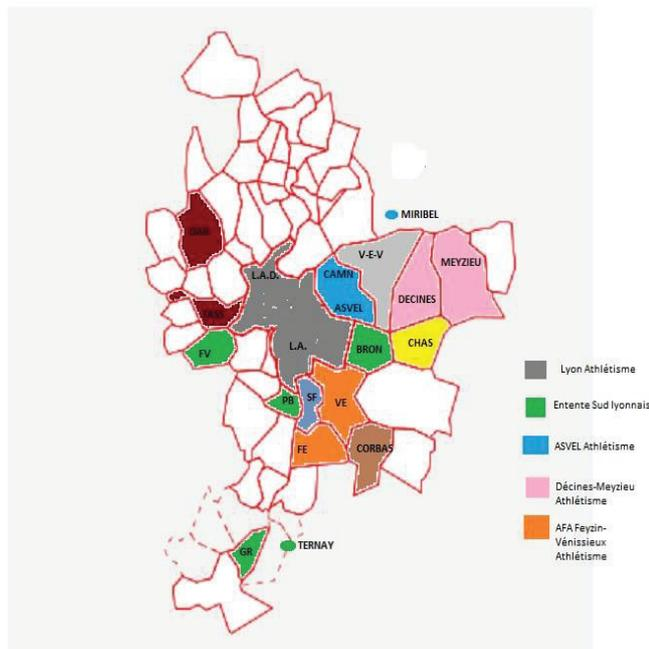 MIRIBEL
V-E-V
MEYZIEU
L.A.D.
CAMN
DECINES
ASVEL
TASS
L.A.
BRON
CHAS
FV
PB
SF
VE
FE
CORBAS
GR
TERNAY
Lyon Athlétisme
Entente Sud lyonnais
ASVEL Athlétisme
Décines-Meyzieu
Athlétisme
AFA Feyzin-
Vénissieux
Athlétisme